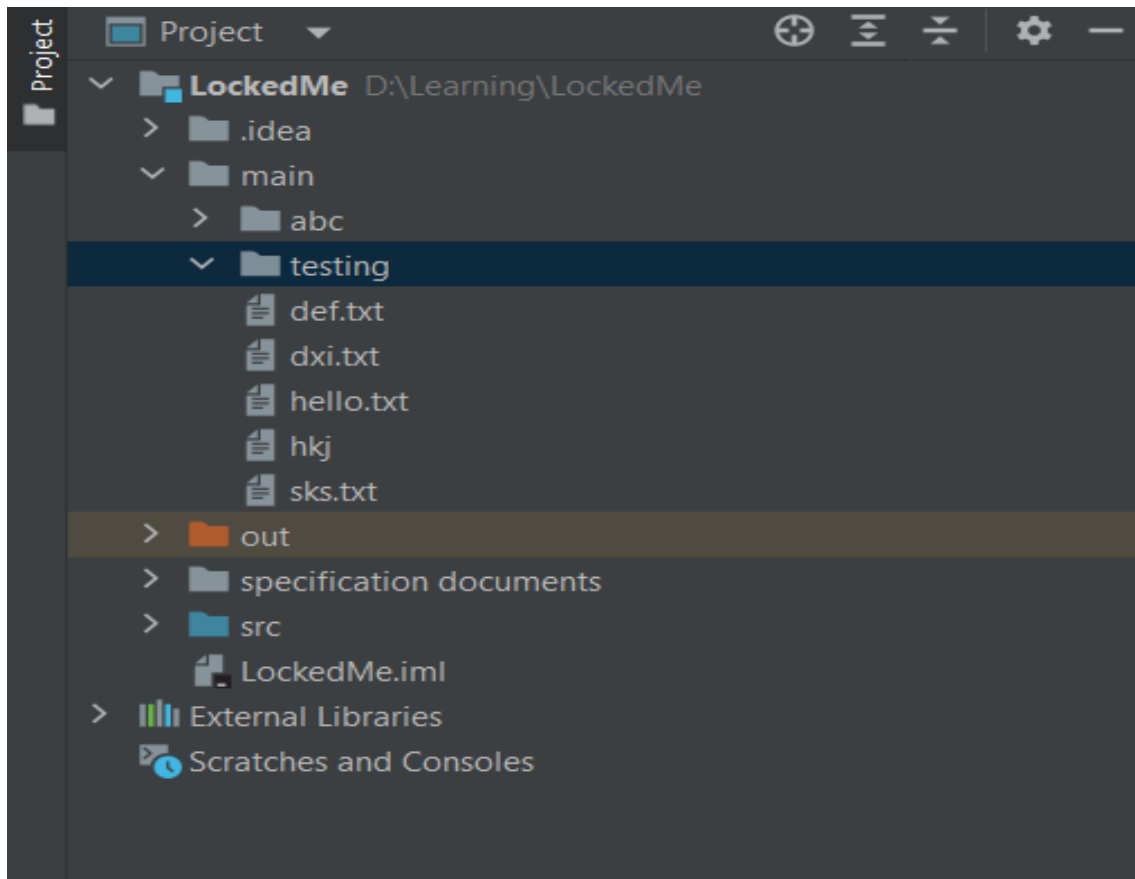 Project
Project
LockedMe D:\Learning\LockedMe
.idea
main
abc
testing
def.txt
dxi.txt
hello.txt
hkj
sks.txt
out
specification documents
src
LockedMe.iml
External Libraries
Scratches and Consoles